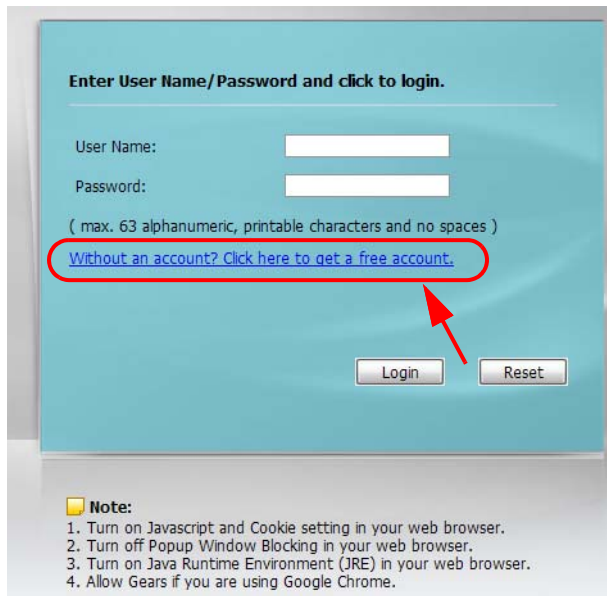 Enter User Name/Password and click to login.
User Name:
Password:
( max. 63 alphanumeric, printable characters and no spaces )
Without an account? Click here to get a free account.
Login Reset
Note:
1. Turn on Javascript and Cookie setting in your web browser.
2. Turn off Popup Window Blocking in your web browser.
3. Turn on Java Runtime Environment (JRE) in your web browser.
4. Allow Gears if you are using Google Chrome.